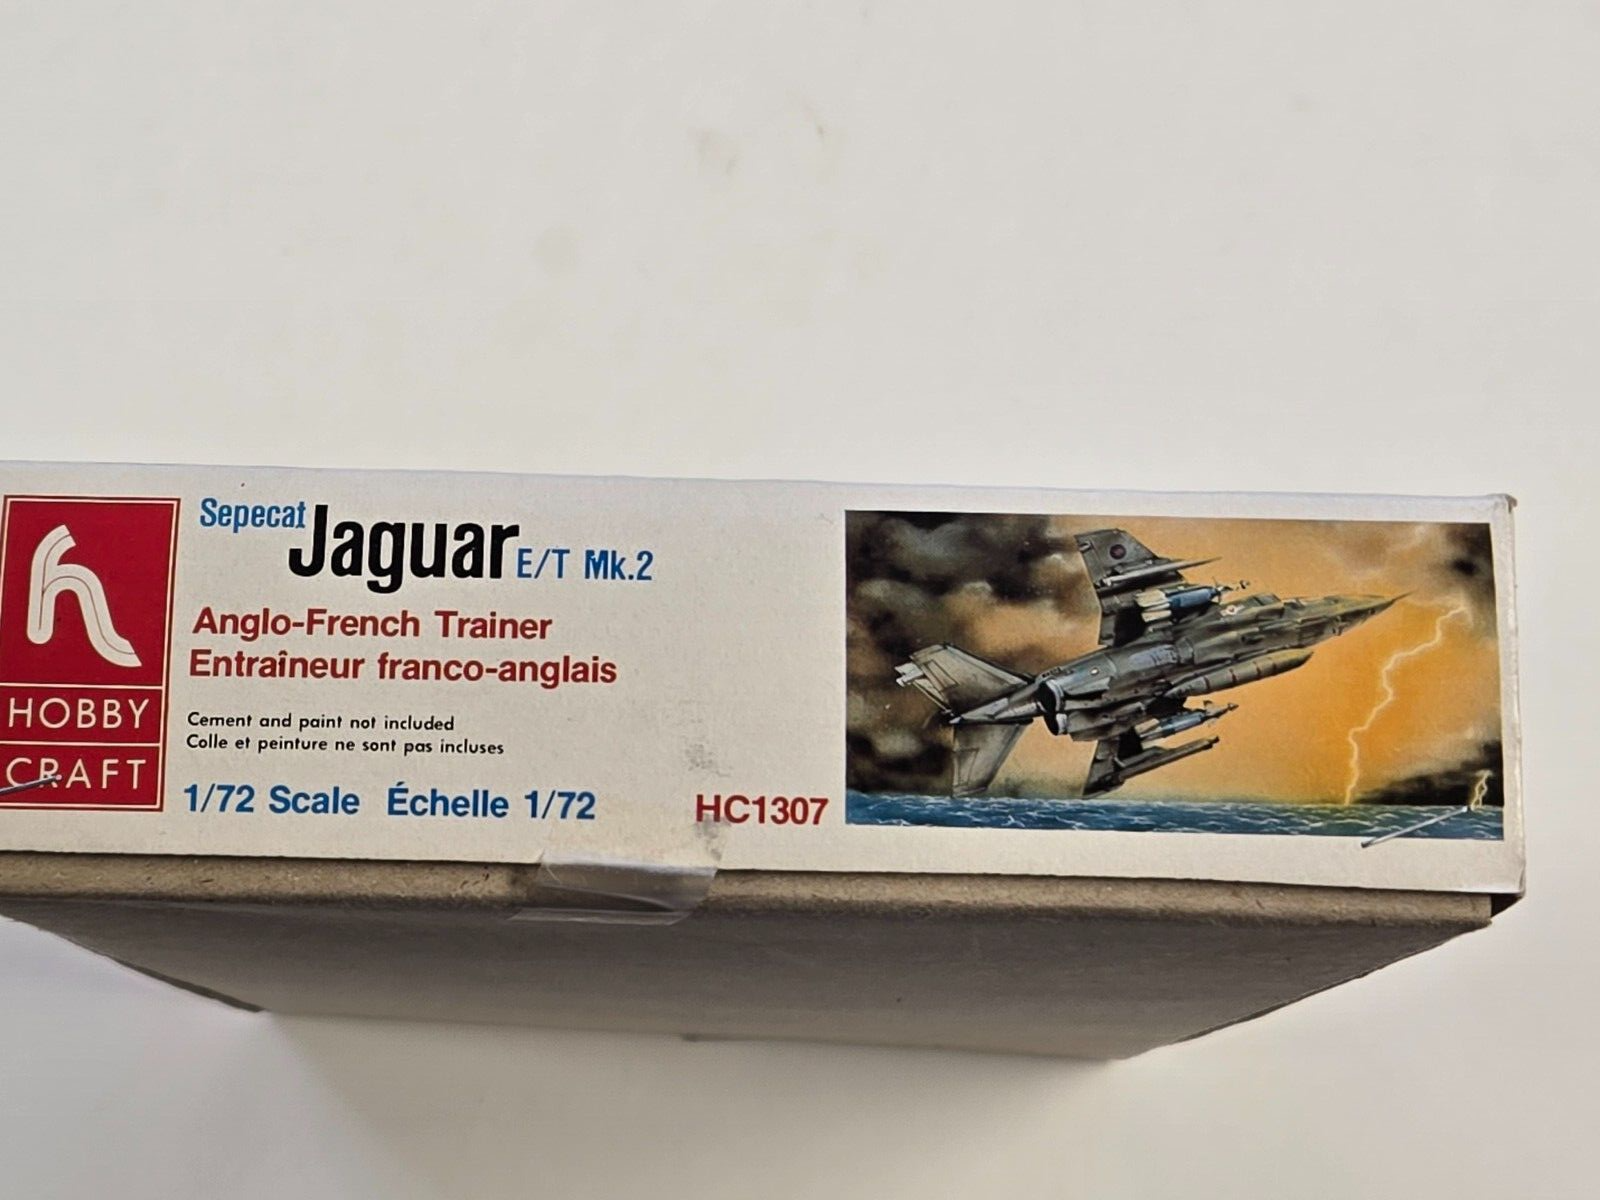 h
HOBBY
CRAFT
Sepecat
Jaguar E/T Mk.2
Anglo-French Trainer
Entraîneur franco-anglais
Cement and paint not included
Colle et peinture ne sont pas incluses
1/72 Scale Échelle 1/72
HC1307